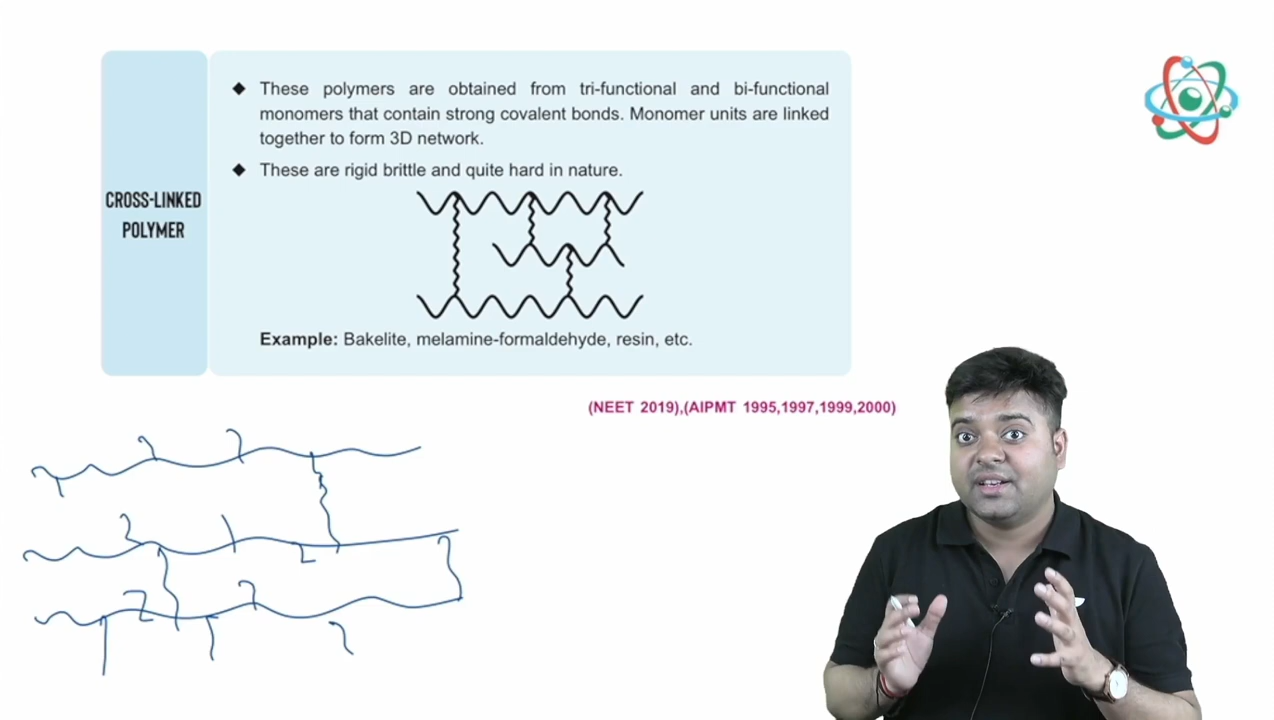 These polymers are obtained from tri-functional and bi-functional
monomers that contain strong covalent bonds. Monomer units are linked
together to form 3D network.
These are rigid brittle and quite hard in nature.
CROSS-LINKED
POLYMER
Example: Bakelite, melamine-formaldehyde, resin, etc.
(NEET 2019),(AIPMT 1995,1997,1999,2000)